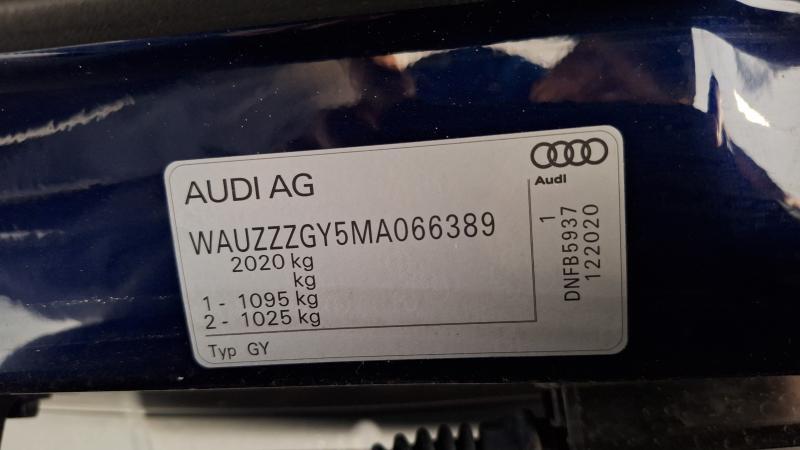 AUDI AG
Audi
WAUZZZGY5MA066389
2020 kg
kg
1 - 1095 kg
2 - 1025 kg
Typ GY
1
DNFB5937
122020